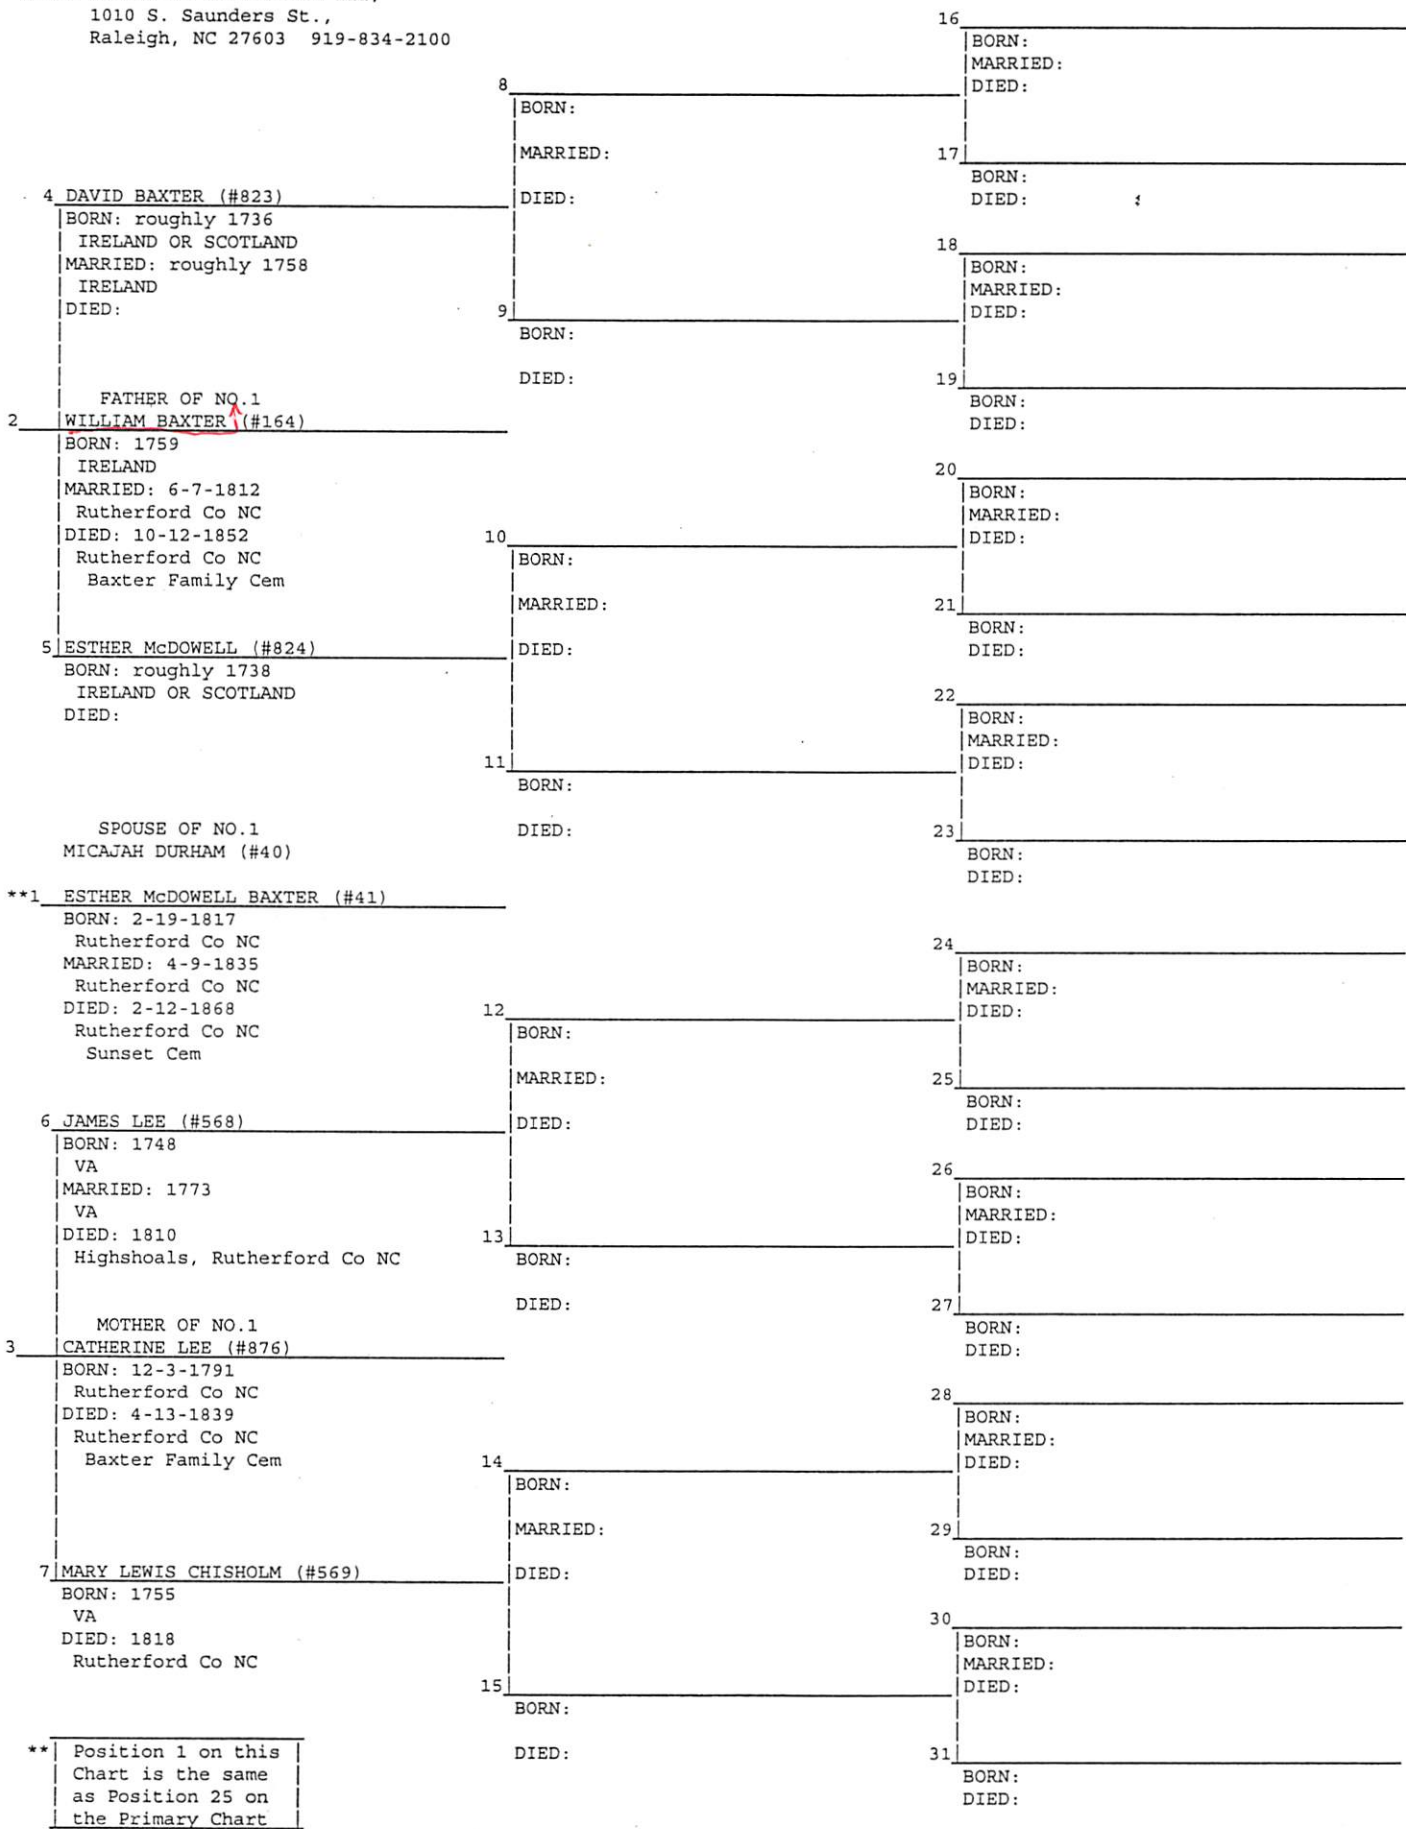 1010 S. Saunders St.,
Raleigh, NC 27603 919-834-2100
4 DAVID BAXTER (#823)
BORN: roughly 1736
IRELAND OR SCOTLAND
MARRIED: roughly 1758
IRELAND
DIED:
FATHER OF NO.1
2 WILLIAM BAXTER (#164)
BORN: 1759
IRELAND
MARRIED: 6-7-1812
Rutherford Co NC
DIED: 10-12-1852
Rutherford Co NC
Baxter Family Cem
5 ESTHER McDOWELL (#824)
BORN: roughly 1738
IRELAND OR SCOTLAND
DIED:
SPOUSE OF NO.1
MICAJAH DURHAM (#40)
**1 ESTHER McDOWELL BAXTER (#41)
BORN: 2-19-1817
Rutherford Co NC
MARRIED: 4-9-1835
Rutherford Co NC
DIED: 2-12-1868
Rutherford Co NC
Sunset Cem
6 JAMES LEE (#568)
BORN: 1748
VA
MARRIED: 1773
VA
DIED: 1810
Highshoals, Rutherford Co NC
MOTHER OF NO.1
3 CATHERINE LEE (#876)
BORN: 12-3-1791
Rutherford Co NC
DIED: 4-13-1839
Rutherford Co NC
Baxter Family Cem
7 MARY LEWIS CHISHOLM (#569)
BORN: 1755
VA
DIED: 1818
Rutherford Co NC
** Position 1 on this
Chart is the same
as Position 25 on
the Primary Chart
8
BORN:
MARRIED:
DIED:
9
BORN:
DIED:
10
BORN:
MARRIED:
DIED:
11
BORN:
DIED:
12
BORN:
MARRIED:
DIED:
13
BORN:
DIED:
14
BORN:
MARRIED:
DIED:
15
BORN:
DIED:
16
BORN:
MARRIED:
DIED:
17
BORN:
DIED:
18
BORN:
MARRIED:
DIED:
19
BORN:
DIED:
20
BORN:
MARRIED:
DIED:
21
BORN:
DIED:
22
BORN:
MARRIED:
DIED:
23
BORN:
DIED:
24
BORN:
MARRIED:
DIED:
25
BORN:
DIED:
26
BORN:
MARRIED:
DIED:
27
BORN:
DIED:
28
BORN:
MARRIED:
DIED:
29
BORN:
DIED:
30
BORN:
MARRIED:
DIED:
31
BORN:
DIED: